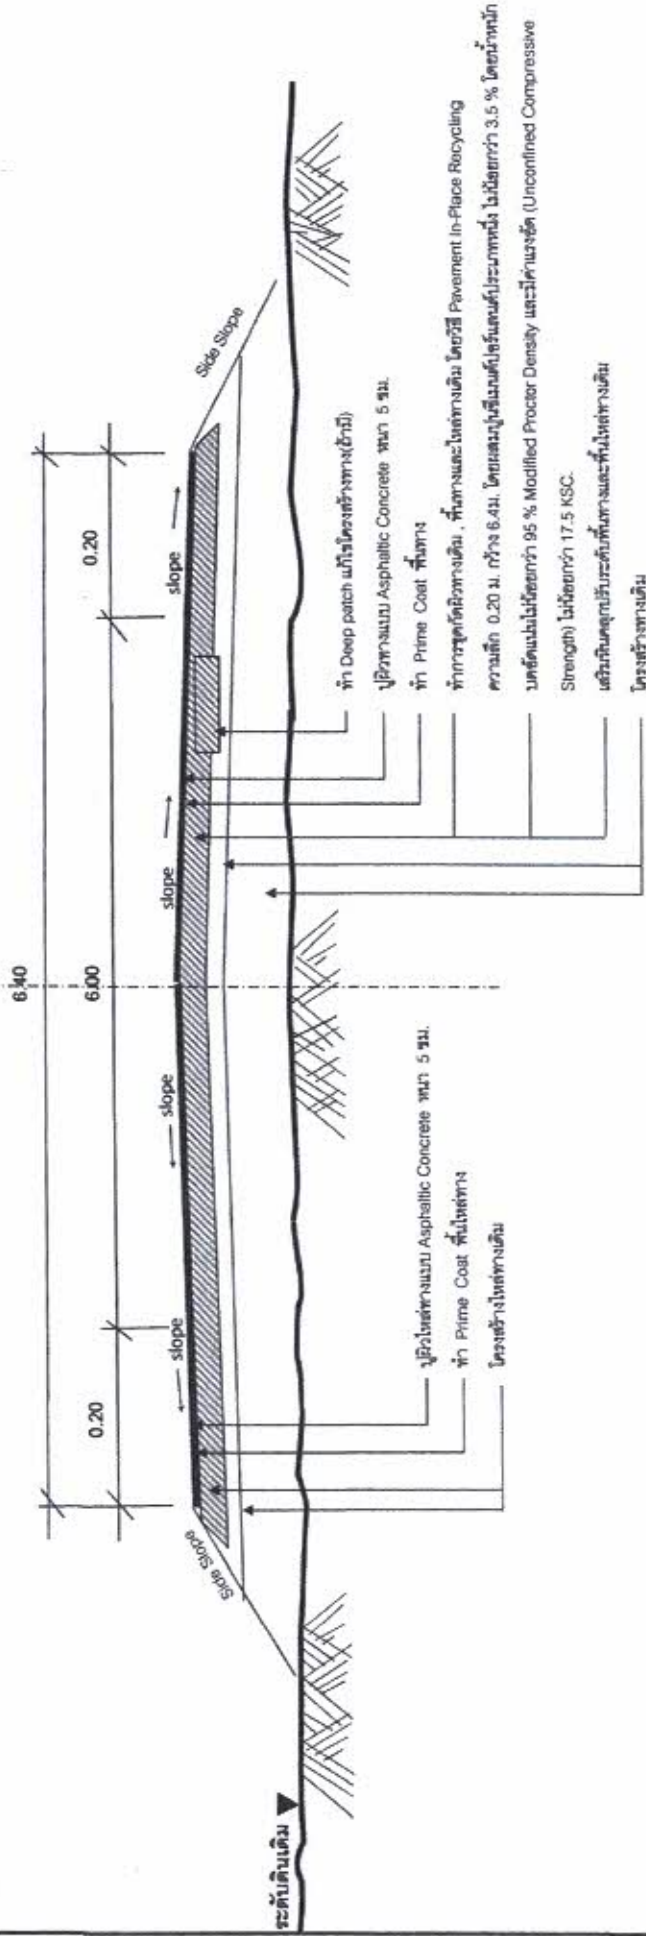 6.40
0.20
6.00
0.20
slope
slope
slope
slope
Side Slope
Side Slope
ระดับดินเดิม
ปูผิวไหล่ทางแบบ Asphaltic Concrete หนา 5 ซม.
ทำ Prime Coat พื้นไหล่ทาง
โครงสร้างไหล่ทางเดิม
ทำ Deep patch แก้ไขโครงสร้างทาง(ถ้ามี)
ปูผิวทางแบบ Asphaltic Concrete หนา 5 ซม.
ทำ Prime Coat พื้นทาง
ทำการขุดกัดผิวทางเดิม , พื้นทางและไหล่ทางเดิม โดยวิธี Pavement In-Place Recycling
ความลึก 0.20 ม. กว้าง 6.4ม. โดยผสมปูนซีเมนต์ปอร์ตแลนด์ประเภทหนึ่ง ไม่น้อยกว่า 3.5 % โดยน้ำหนัก
บดอัดแน่นไม่น้อยกว่า 95 % Modified Proctor Density และมีค่าแรงอัด (Unconfined Compressive
Strength) ไม่น้อยกว่า 17.5 KSC.
เสริมหินคลุกปรับระดับพื้นทางและพื้นไหล่ทางเดิม
โครงสร้างทางเดิม